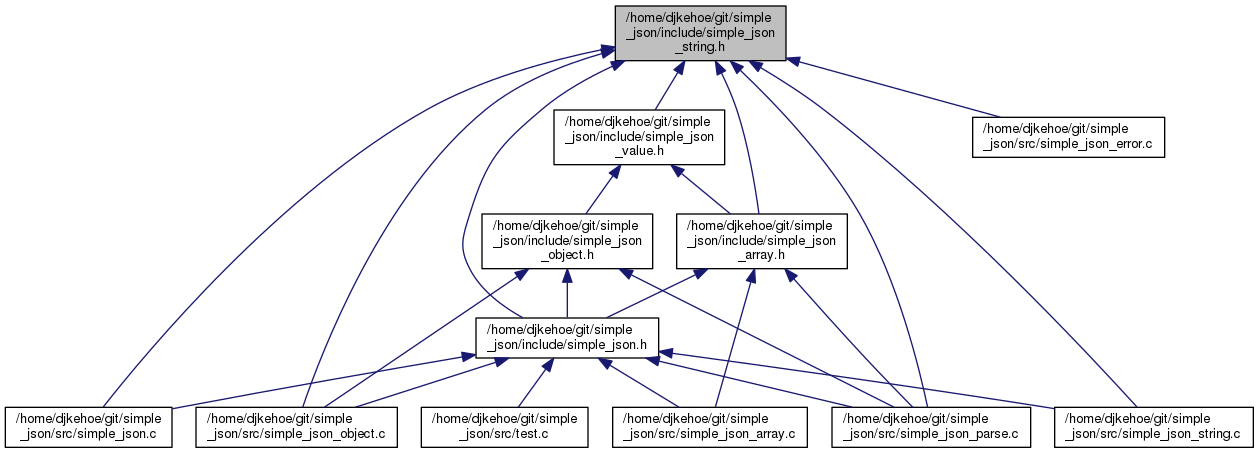 /home/djkehoe/git/simple
_json/include/simple_json
_string.h
/home/djkehoe/git/simple
_json/include/simple_json
_value.h
/home/djkehoe/git/simple
_json/src/simple_json_error.c
/home/djkehoe/git/simple
_json/include/simple_json
_object.h
/home/djkehoe/git/simple
_json/include/simple_json
_array.h
/home/djkehoe/git/simple
_json/include/simple_json.h
/home/djkehoe/git/simple
_json/src/simple_json.c
/home/djkehoe/git/simple
_json/src/simple_json_object.c
/home/djkehoe/git/simple
_json/src/test.c
/home/djkehoe/git/simple
_json/src/simple_json_array.c
/home/djkehoe/git/simple
_json/src/simple_json_parse.c
/home/djkehoe/git/simple
_json/src/simple_json_string.c